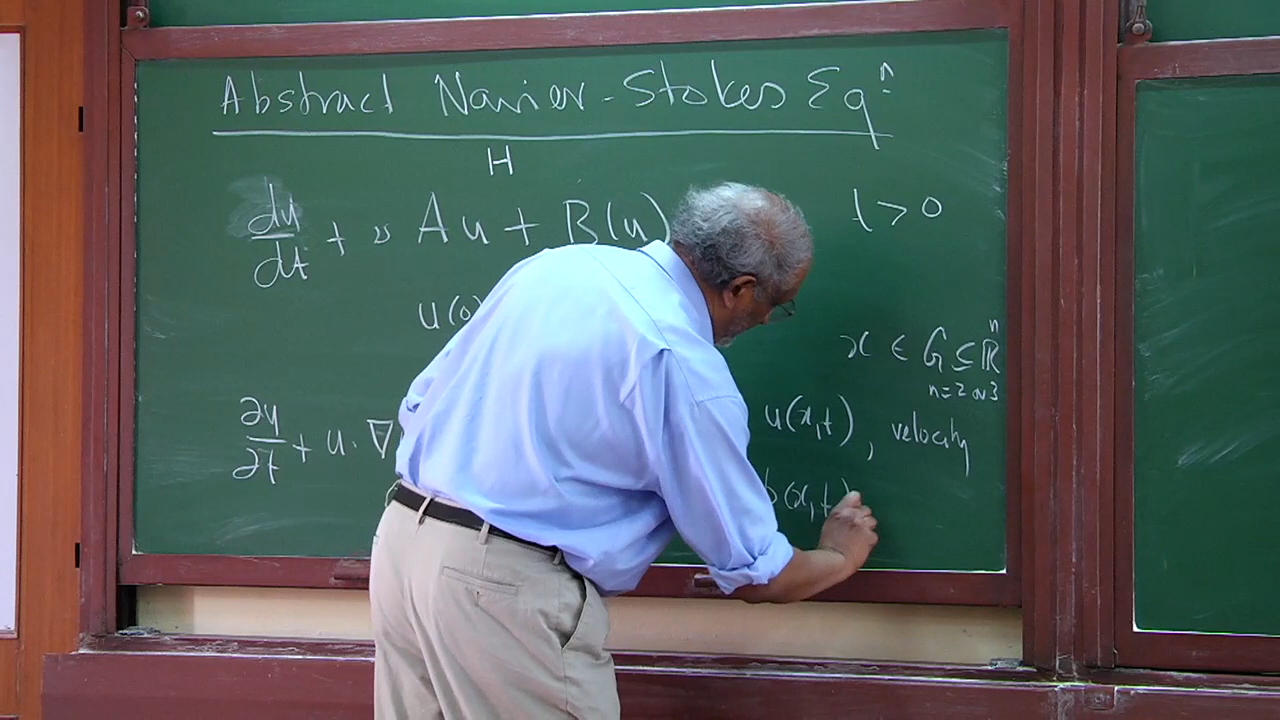 Abstract Navier-Stokes Eqⁿ
H
du/dt + ν Au + B(u) t > 0
u(0
x ∈ G ⊆ ℝⁿ
n = 2 or 3
∂u/∂t + u · ∇ u(x,t), velocity
p(x,t)